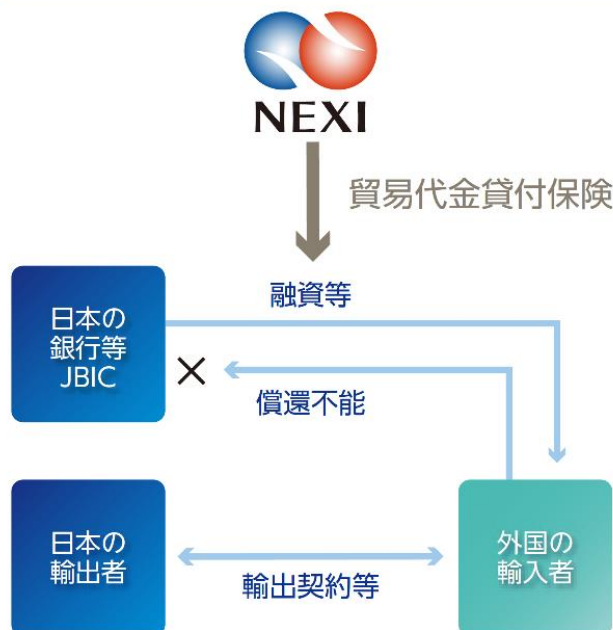 NEXI
貿易代金貸付保険
融資等
日本の
銀行等
JBIC
×
償還不能
日本の
輸出者
輸出契約等
外国の
輸入者